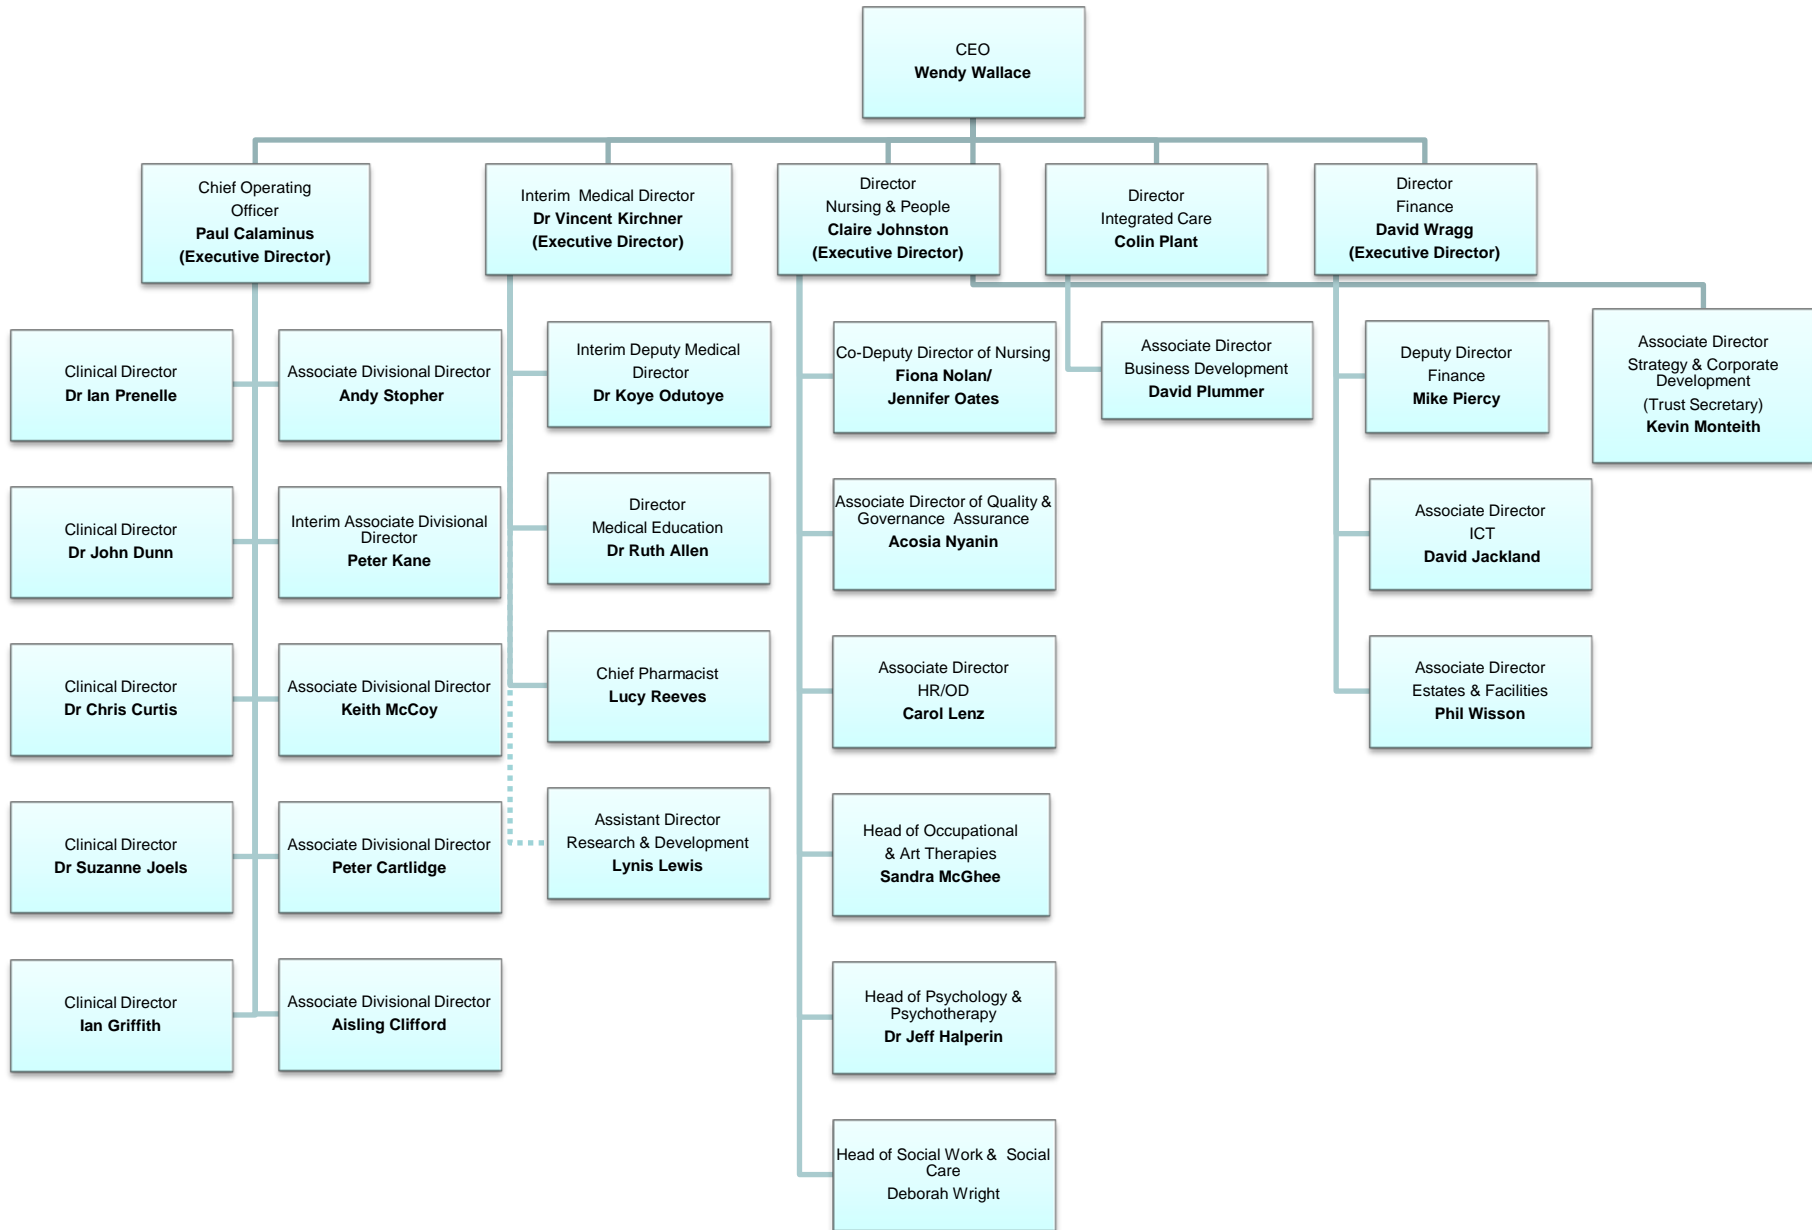 CEO
Wendy Wallace
Chief Operating
Officer
Paul Calaminus
(Executive Director)
Interim Medical Director
Dr Vincent Kirchner
(Executive Director)
Director
Nursing & People
Claire Johnston
(Executive Director)
Director
Integrated Care
Colin Plant
Director
Finance
David Wragg
(Executive Director)
Clinical Director
Dr Ian Prenelle
Associate Divisional Director
Andy Stopher
Interim Deputy Medical
Director
Dr Koye Odutoye
Co-Deputy Director of Nursing
Fiona Nolan/
Jennifer Oates
Associate Director
Business Development
David Plummer
Deputy Director
Finance
Mike Piercy
Associate Director
Strategy & Corporate
Development
(Trust Secretary)
Kevin Monteith
Clinical Director
Dr John Dunn
Interim Associate Divisional
Director
Peter Kane
Director
Medical Education
Dr Ruth Allen
Associate Director of Quality &
Governance Assurance
Acosia Nyanin
Associate Director
ICT
David Jackland
Clinical Director
Dr Chris Curtis
Associate Divisional Director
Keith McCoy
Chief Pharmacist
Lucy Reeves
Associate Director
HR/OD
Carol Lenz
Associate Director
Estates & Facilities
Phil Wisson
Clinical Director
Dr Suzanne Joels
Associate Divisional Director
Peter Cartlidge
Assistant Director
Research & Development
Lynis Lewis
Head of Occupational
& Art Therapies
Sandra McGhee
Clinical Director
Ian Griffith
Associate Divisional Director
Aisling Clifford
Head of Psychology &
Psychotherapy
Dr Jeff Halperin
Head of Social Work & Social
Care
Deborah Wright